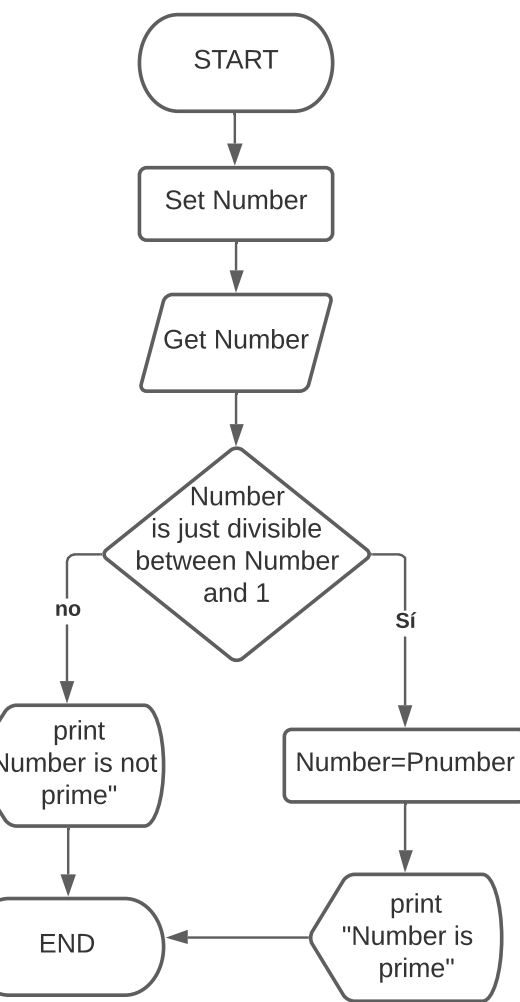 START
Set Number
Get Number
Number
is just divisible
between Number
and 1
no
Sí
print
Number is not
prime"
Number=Pnumber
print
"Number is
prime"
END